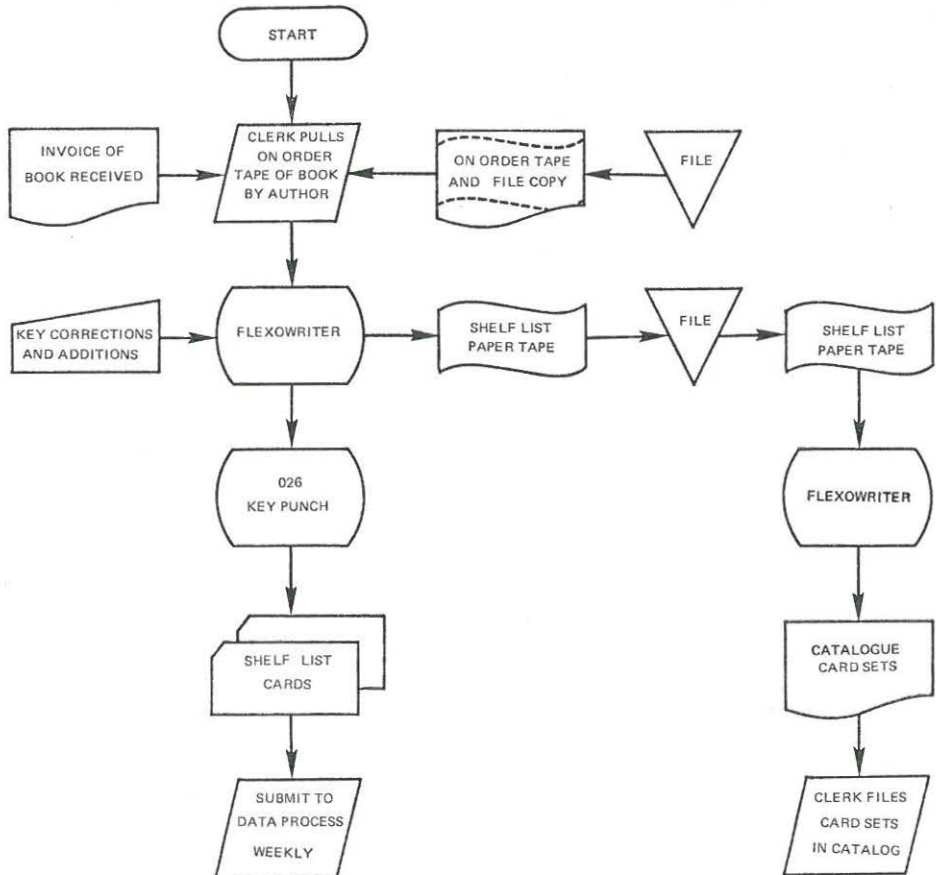 START
INVOICE OF
BOOK RECEIVED
CLERK PULLS
ON ORDER
TAPE OF BOOK
BY AUTHOR
ON ORDER TAPE
AND FILE COPY
FILE
KEY CORRECTIONS
AND ADDITIONS
FLEXOWRITER
SHELF LIST
PAPER TAPE
FILE
SHELF LIST
PAPER TAPE
026
KEY PUNCH
FLEXOWRITER
SHELF LIST
CARDS
CATALOGUE
CARD SETS
SUBMIT TO
DATA PROCESS
WEEKLY
CLERK FILES
CARD SETS
IN CATALOG